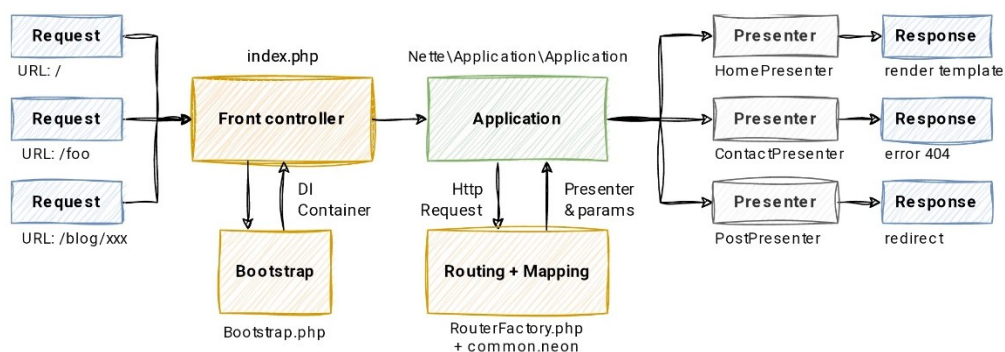 Request
URL: /
Request
URL: /foo
Request
URL: /blog/xxx
index.php
Front controller
DI
Container
Bootstrap
Bootstrap.php
Nette\Application\Application
Application
Http
Request
Presenter
& params
Routing + Mapping
RouterFactory.php
+ common.neon
Presenter
HomePresenter
Response
render template
Presenter
ContactPresenter
Response
error 404
Presenter
PostPresenter
Response
redirect